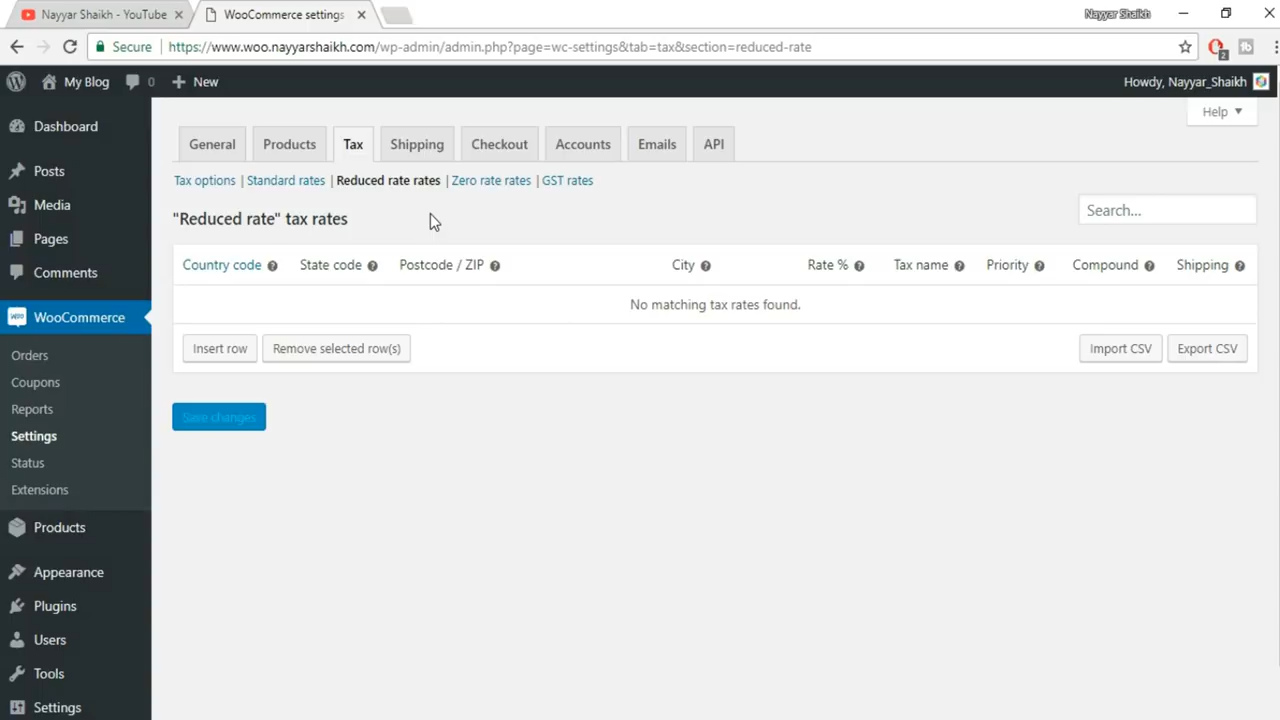 Nayyar Shaikh - YouTube
WooCommerce settings
Nayyar Shaikh
Secure
https://www.woo.nayyarshaikh.com/wp-admin/admin.php?page=wc-settings&tab=tax&section=reduced-rate
2
My Blog
0
New
Howdy, Nayyar_Shaikh
Help
Dashboard
Posts
Media
Pages
Comments
WooCommerce
Orders
Coupons
Reports
Settings
Status
Extensions
Products
Appearance
Plugins
Users
Tools
Settings
General Products Tax Shipping Checkout Accounts Emails API
Tax options | Standard rates | Reduced rate rates | Zero rate rates | GST rates
"Reduced rate" tax rates
Search...
Country code State code Postcode / ZIP City Rate % Tax name Priority Compound Shipping
No matching tax rates found.
Insert row Remove selected row(s) Import CSV Export CSV
Save changes